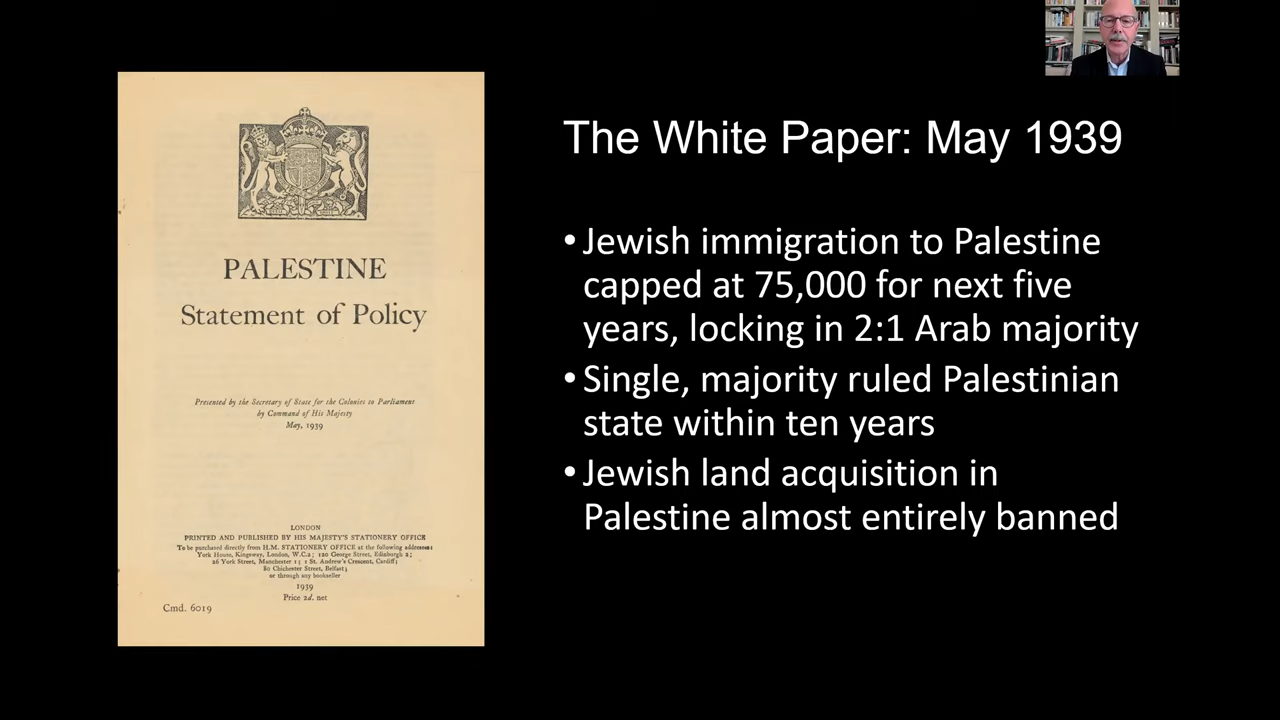 PALESTINE
Statement of Policy
Presented by the Secretary of State for the Colonies to Parliament
by Command of His Majesty
May, 1939
LONDON
PRINTED AND PUBLISHED BY HIS MAJESTY'S STATIONERY OFFICE
To be purchased directly from H.M. STATIONERY OFFICE at the following addresses:
York House, Kingsway, London, W.C.2; 120 George Street, Edinburgh 2;
26 York Street, Manchester 1; 1 St. Andrew's Crescent, Cardiff;
80 Chichester Street, Belfast;
or through any bookseller
1939
Price 2d. net
Cmd. 6019
The White Paper: May 1939
• Jewish immigration to Palestine
capped at 75,000 for next five
years, locking in 2:1 Arab majority
• Single, majority ruled Palestinian
state within ten years
• Jewish land acquisition in
Palestine almost entirely banned